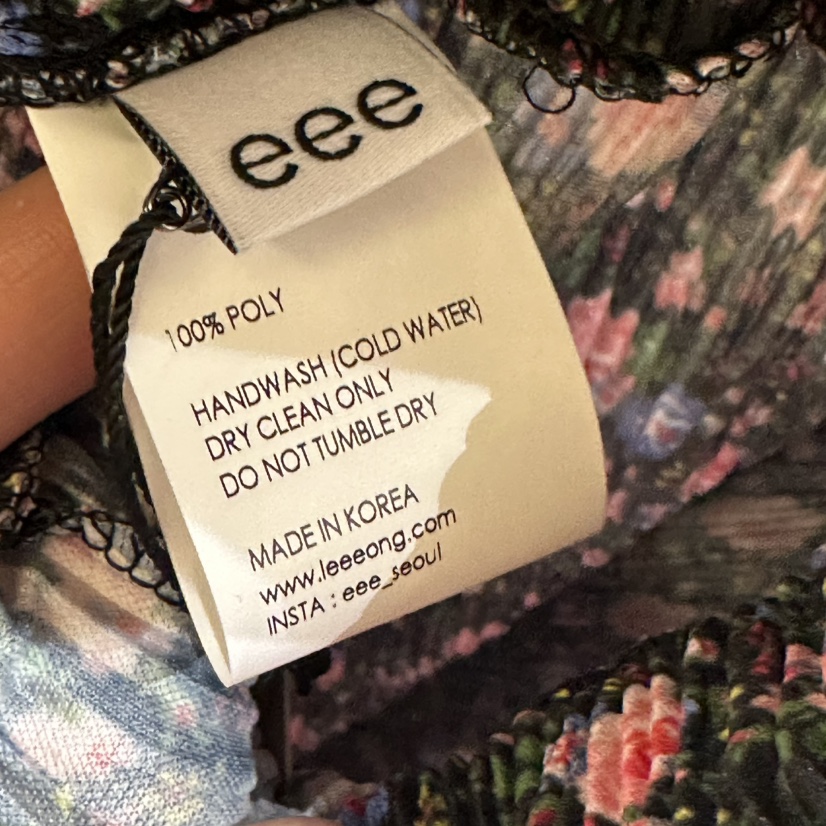 eee
100% POLY
HANDWASH (COLD WATER)
DRY CLEAN ONLY
DO NOT TUMBLE DRY
MADE IN KOREA
www.leeeong.com
INSTA : eee_seoul